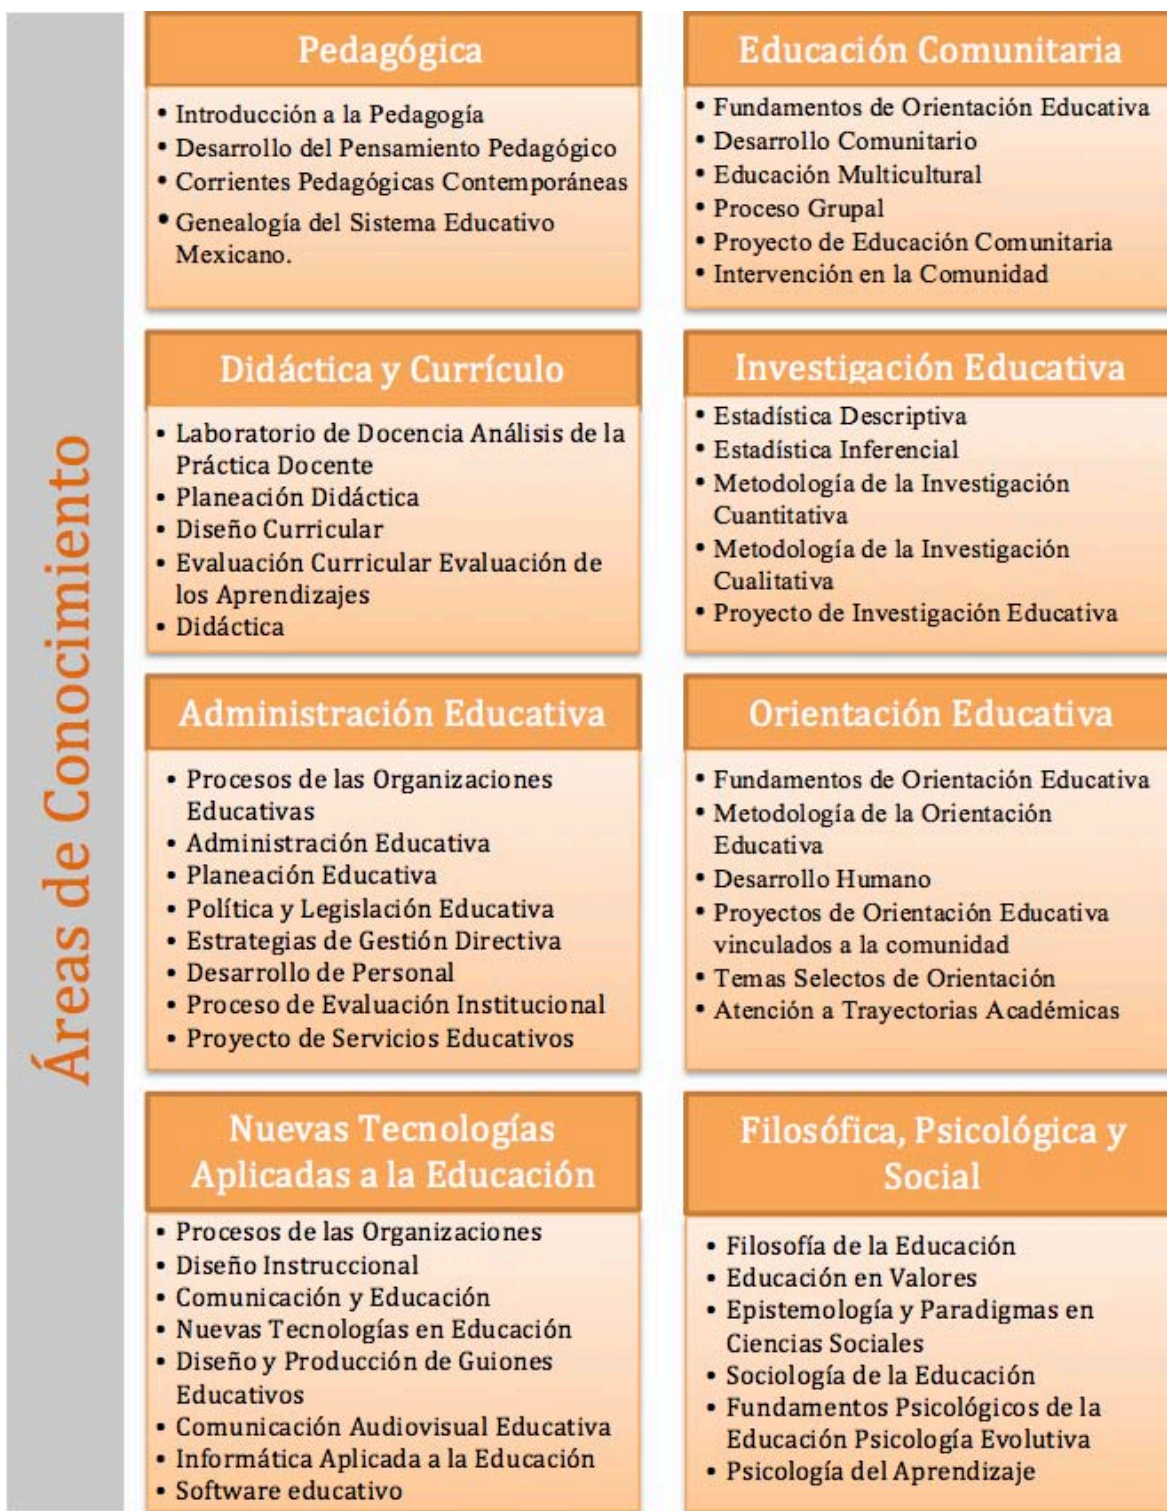 Áreas de Conocimiento
Pedagógica
• Introducción a la Pedagogía
• Desarrollo del Pensamiento Pedagógico
• Corrientes Pedagógicas Contemporáneas
• Genealogía del Sistema Educativo
Mexicano.
Educación Comunitaria
• Fundamentos de Orientación Educativa
• Desarrollo Comunitario
• Educación Multicultural
• Proceso Grupal
• Proyecto de Educación Comunitaria
• Intervención en la Comunidad
Didáctica y Currículo
• Laboratorio de Docencia Análisis de la
Práctica Docente
• Planeación Didáctica
• Diseño Curricular
• Evaluación Curricular Evaluación de
los Aprendizajes
• Didáctica
Investigación Educativa
• Estadística Descriptiva
• Estadística Inferencial
• Metodología de la Investigación
Cuantitativa
• Metodología de la Investigación
Cualitativa
• Proyecto de Investigación Educativa
Administración Educativa
• Procesos de las Organizaciones
Educativas
• Administración Educativa
• Planeación Educativa
• Política y Legislación Educativa
• Estrategias de Gestión Directiva
• Desarrollo de Personal
• Proceso de Evaluación Institucional
• Proyecto de Servicios Educativos
Orientación Educativa
• Fundamentos de Orientación Educativa
• Metodología de la Orientación
Educativa
• Desarrollo Humano
• Proyectos de Orientación Educativa
vinculados a la comunidad
• Temas Selectos de Orientación
• Atención a Trayectorias Académicas
Nuevas Tecnologías
Aplicadas a la Educación
• Procesos de las Organizaciones
• Diseño Instruccional
• Comunicación y Educación
• Nuevas Tecnologías en Educación
• Diseño y Producción de Guiones
Educativos
• Comunicación Audiovisual Educativa
• Informática Aplicada a la Educación
• Software educativo
Filosófica, Psicológica y
Social
• Filosofía de la Educación
• Educación en Valores
• Epistemología y Paradigmas en
Ciencias Sociales
• Sociología de la Educación
• Fundamentos Psicológicos de la
Educación Psicología Evolutiva
• Psicología del Aprendizaje